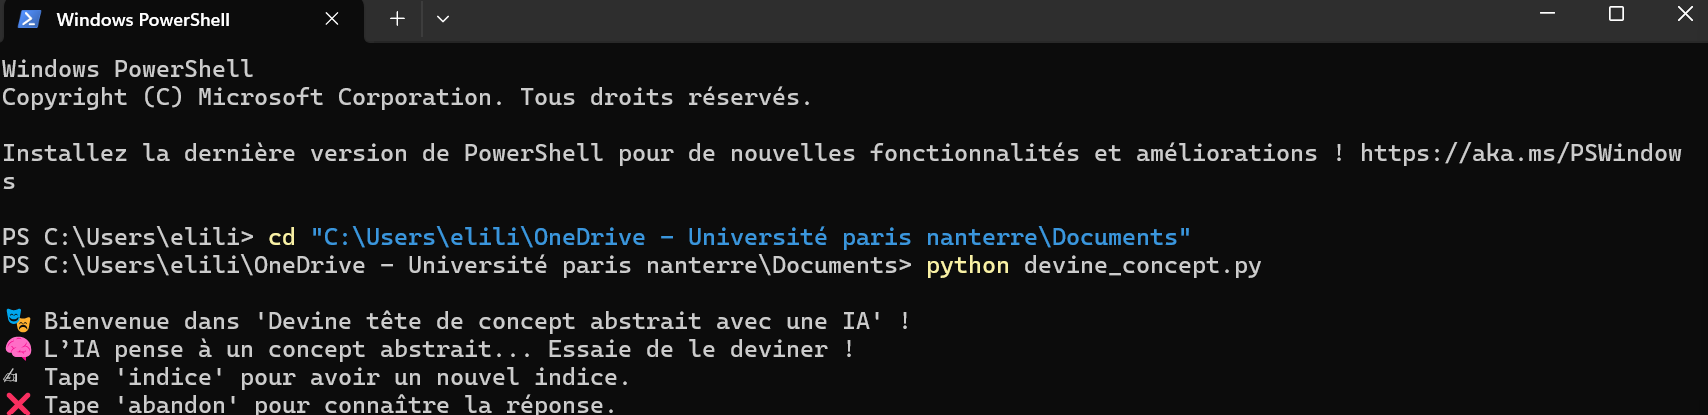 Windows PowerShell
Windows PowerShell
Copyright (C) Microsoft Corporation. Tous droits réservés.
Installez la dernière version de PowerShell pour de nouvelles fonctionnalités et améliorations ! https://aka.ms/PSWindow
s
PS C:\Users\elili> cd "C:\Users\elili\OneDrive - Université paris nanterre\Documents"
PS C:\Users\elili\OneDrive - Université paris nanterre\Documents> python devine_concept.py
🎭 Bienvenue dans 'Devine tête de concept abstrait avec une IA' !
🧠 L’IA pense à un concept abstrait... Essaie de le deviner !
✍ Tape 'indice' pour avoir un nouvel indice.
❌ Tape 'abandon' pour connaître la réponse.